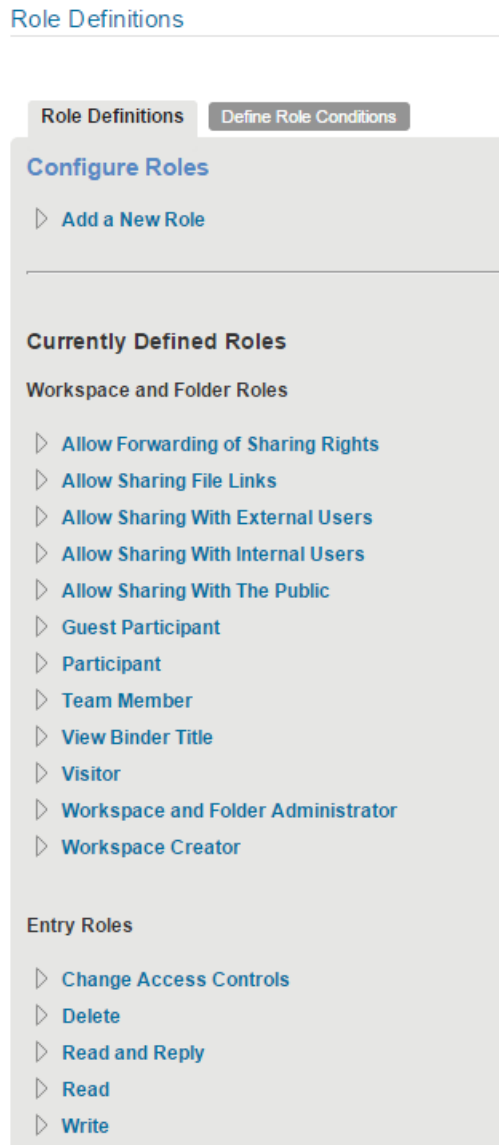 Role Definitions
Role Definitions Define Role Conditions
Configure Roles
Add a New Role
Currently Defined Roles
Workspace and Folder Roles
Allow Forwarding of Sharing Rights
Allow Sharing File Links
Allow Sharing With External Users
Allow Sharing With Internal Users
Allow Sharing With The Public
Guest Participant
Participant
Team Member
View Binder Title
Visitor
Workspace and Folder Administrator
Workspace Creator
Entry Roles
Change Access Controls
Delete
Read and Reply
Read
Write